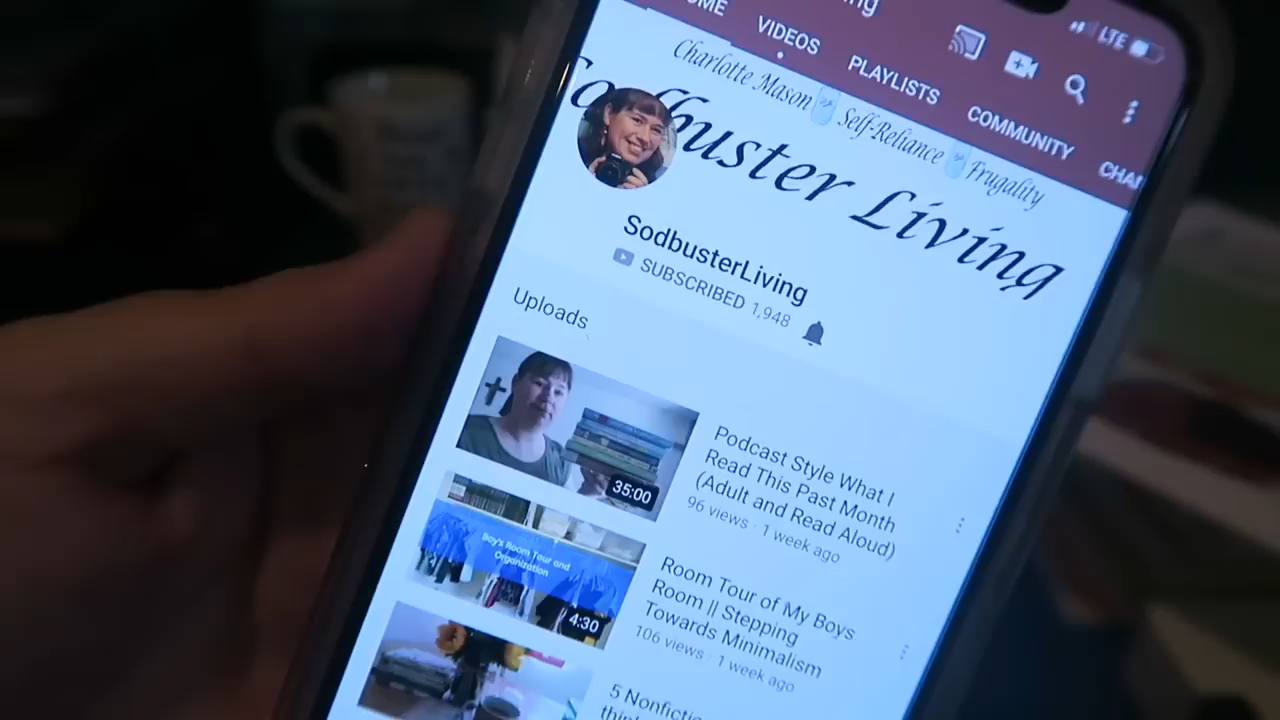 LTE
VIDEOS
PLAYLISTS
COMMUNITY
Charlotte Mason Self-Reliance Frugality
Sodbuster Living
SodbusterLiving
SUBSCRIBED 1,948
Uploads
35:00
Podcast Style What I
Read This Past Month
(Adult and Read Aloud)
96 views · 1 week ago
Boy's Room Tour and
Organization
4:30
Room Tour of My Boys
Room || Stepping
Towards Minimalism
106 views · 1 week ago
5